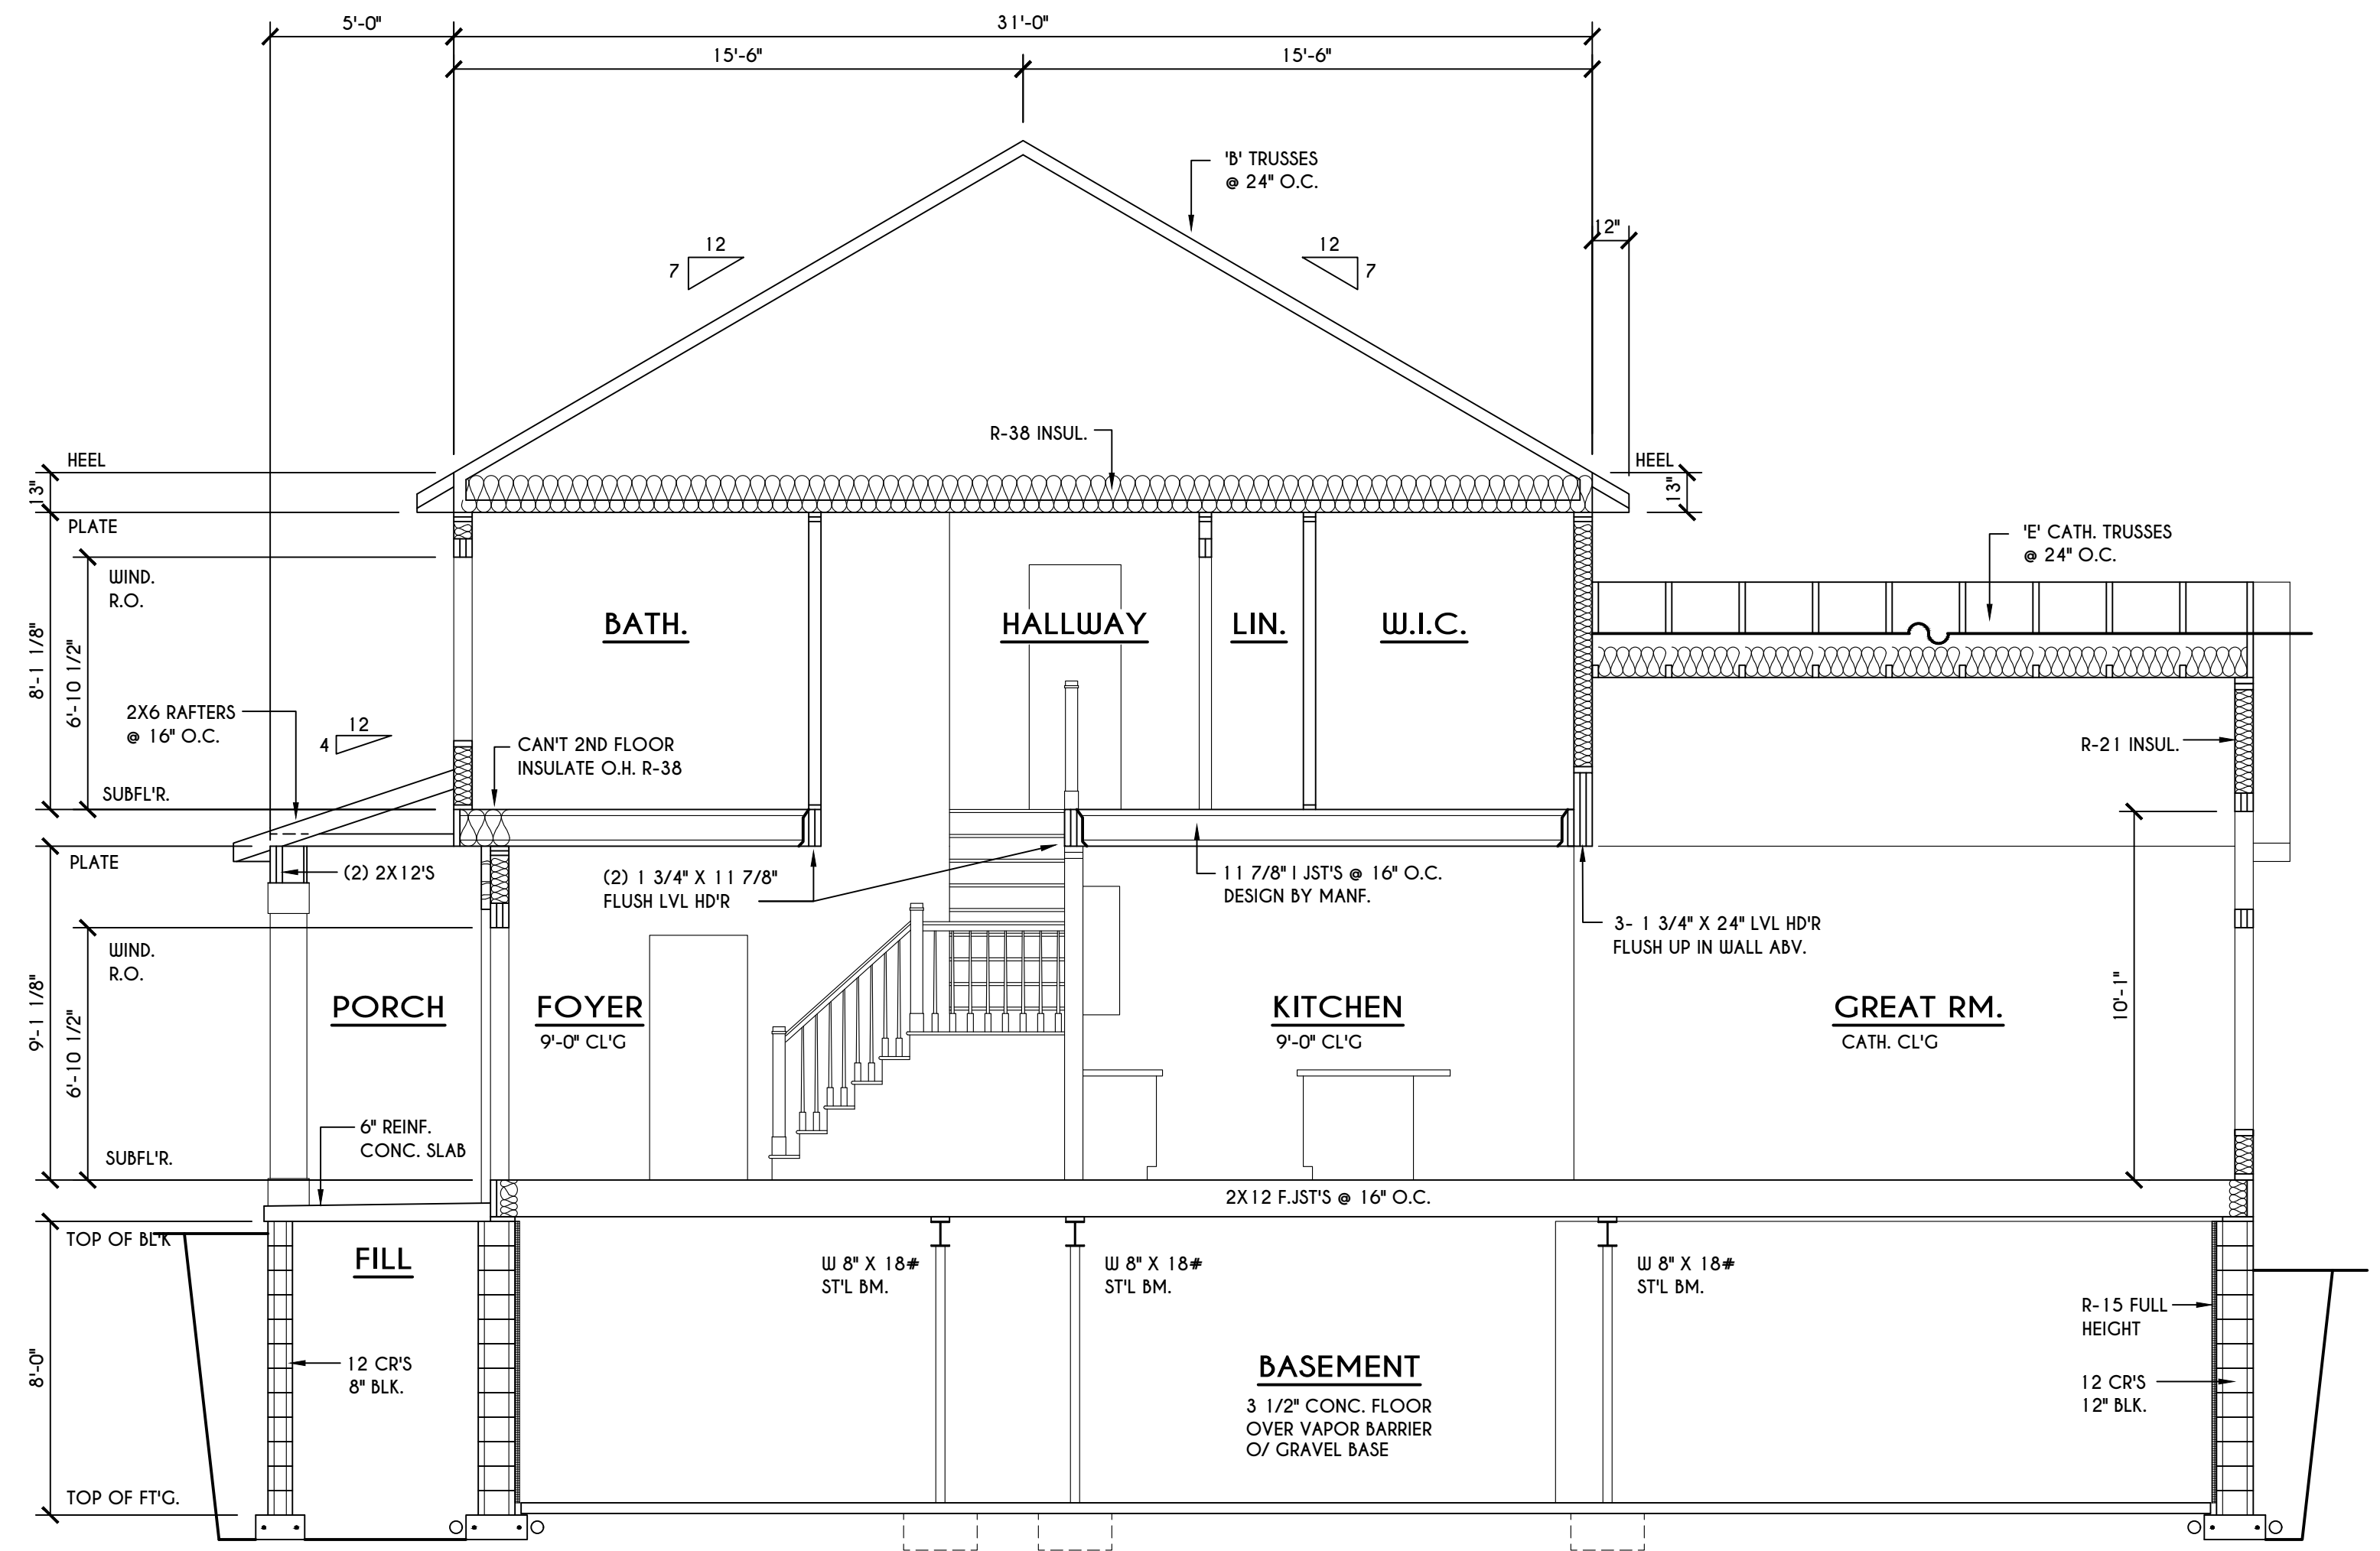 5'-0"
31'-0"
15'-6"
15'-6"
'B' TRUSSES
@ 24" O.C.
12
7
12
7
12"
R-38 INSUL.
HEEL
13"
HEEL
13"
PLATE
WIND.
R.O.
8'-1 1/8"
6'-10 1/2"
'E' CATH. TRUSSES
@ 24" O.C.
BATH.
HALLWAY
LIN.
W.I.C.
2X6 RAFTERS
@ 16" O.C.
12
4
CAN'T 2ND FLOOR
INSULATE O.H. R-38
R-21 INSUL.
SUBFL'R.
PLATE
(2) 2X12'S
(2) 1 3/4" X 11 7/8"
FLUSH LVL HD'R
11 7/8" I JST'S @ 16" O.C.
DESIGN BY MANF.
3- 1 3/4" X 24" LVL HD'R
FLUSH UP IN WALL ABV.
WIND.
R.O.
9'-1 1/8"
6'-10 1/2"
10'-1"
PORCH
FOYER
9'-0" CL'G
KITCHEN
9'-0" CL'G
GREAT RM.
CATH. CL'G
6" REINF.
CONC. SLAB
SUBFL'R.
2X12 F.JST'S @ 16" O.C.
TOP OF BL'K
FILL
W 8" X 18#
ST'L BM.
W 8" X 18#
ST'L BM.
W 8" X 18#
ST'L BM.
R-15 FULL
HEIGHT
8'-0"
12 CR'S
8" BLK.
BASEMENT
3 1/2" CONC. FLOOR
OVER VAPOR BARRIER
O/ GRAVEL BASE
12 CR'S
12" BLK.
TOP OF FT'G.